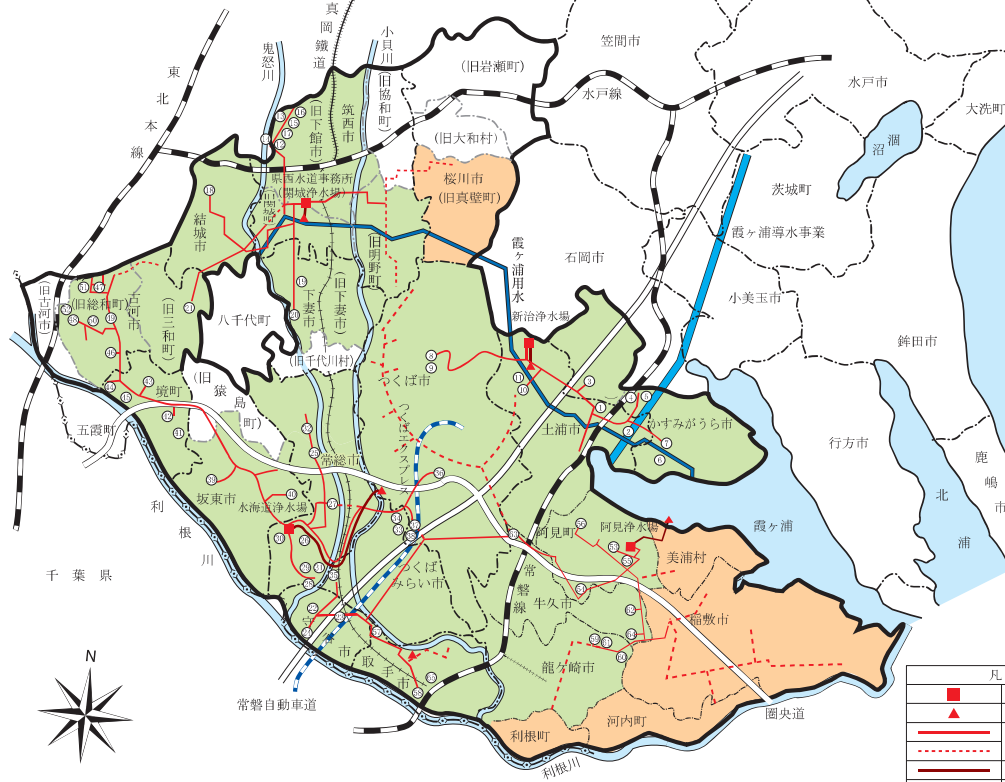 真岡鐵道
小貝川
鬼怒川
東北本線
笠間市
(旧岩瀬町)
水戸線
水戸市
大洗町
(旧協和町)
筑西市
(旧下館市)
(旧大和村)
涸沼
県西水道事務所
(関城浄水場)
桜川市
(旧真壁町)
茨城町
結城市
霞ヶ浦導水事業
霞ヶ浦用水
(旧明野町)
石岡市
小美玉市
(旧古河市)
(旧総和町)
古河市
(旧三和町)
八千代町
下妻市
(旧下妻市)
新治浄水場
鉾田市
(旧千代川村)
つくば市
境町
(旧猿島町)
つくばエクスプレス
土浦市
かすみがうら市
五霞町
行方市
常総市
鹿嶋市
坂東市
水海道浄水場
利根川
北浦
霞ヶ浦
阿見町
阿見浄水場
美浦村
千葉県
つくば
みらい市
常磐線
牛久市
稲敷市
守谷市
取手市
龍ケ崎市
常磐自動車道
利根町
河内町
圏央道
利根川
N
凡